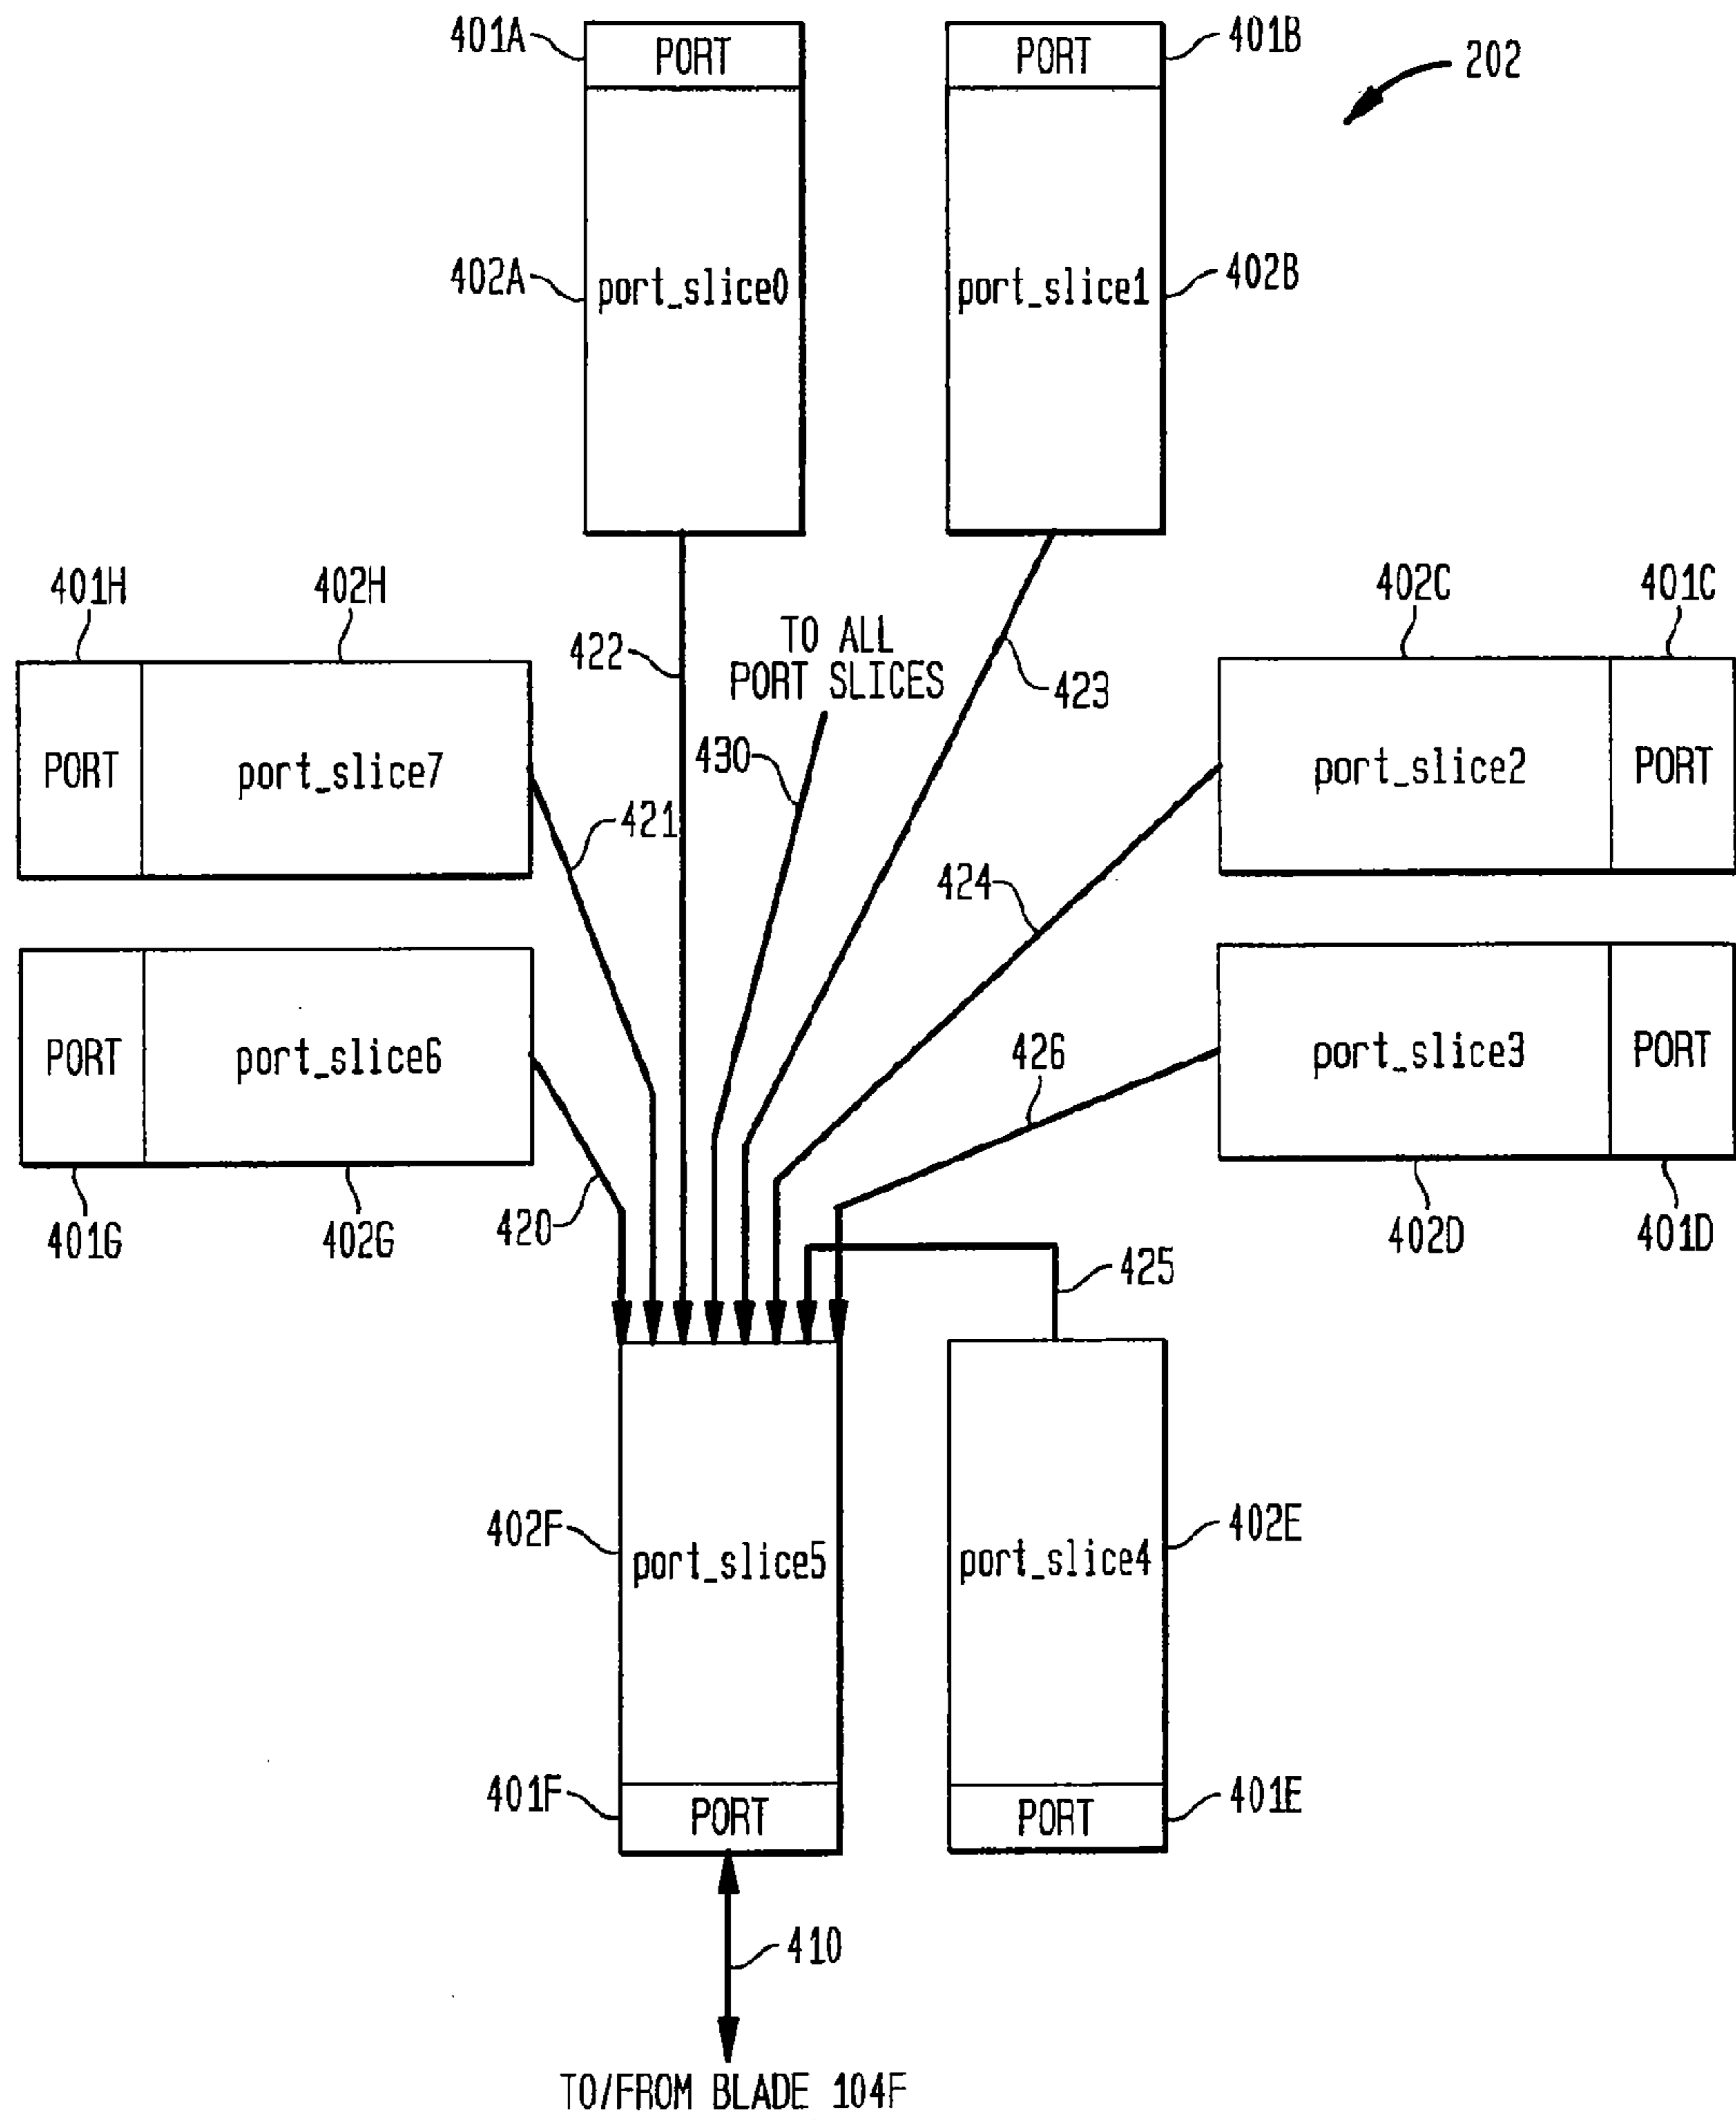 401A
PORT
PORT
401B
202
402A
port_slice0
port_slice1
402B
401H
402H
402C
401C
422
TO ALL
PORT SLICES
423
PORT
port_slice7
430
port_slice2
PORT
421
424
PORT
port_slice6
426
port_slice3
PORT
401G
402G
420
402D
401D
425
402F
port_slice5
port_slice4
402E
401F
PORT
PORT
401E
410
TO/FROM BLADE 104F